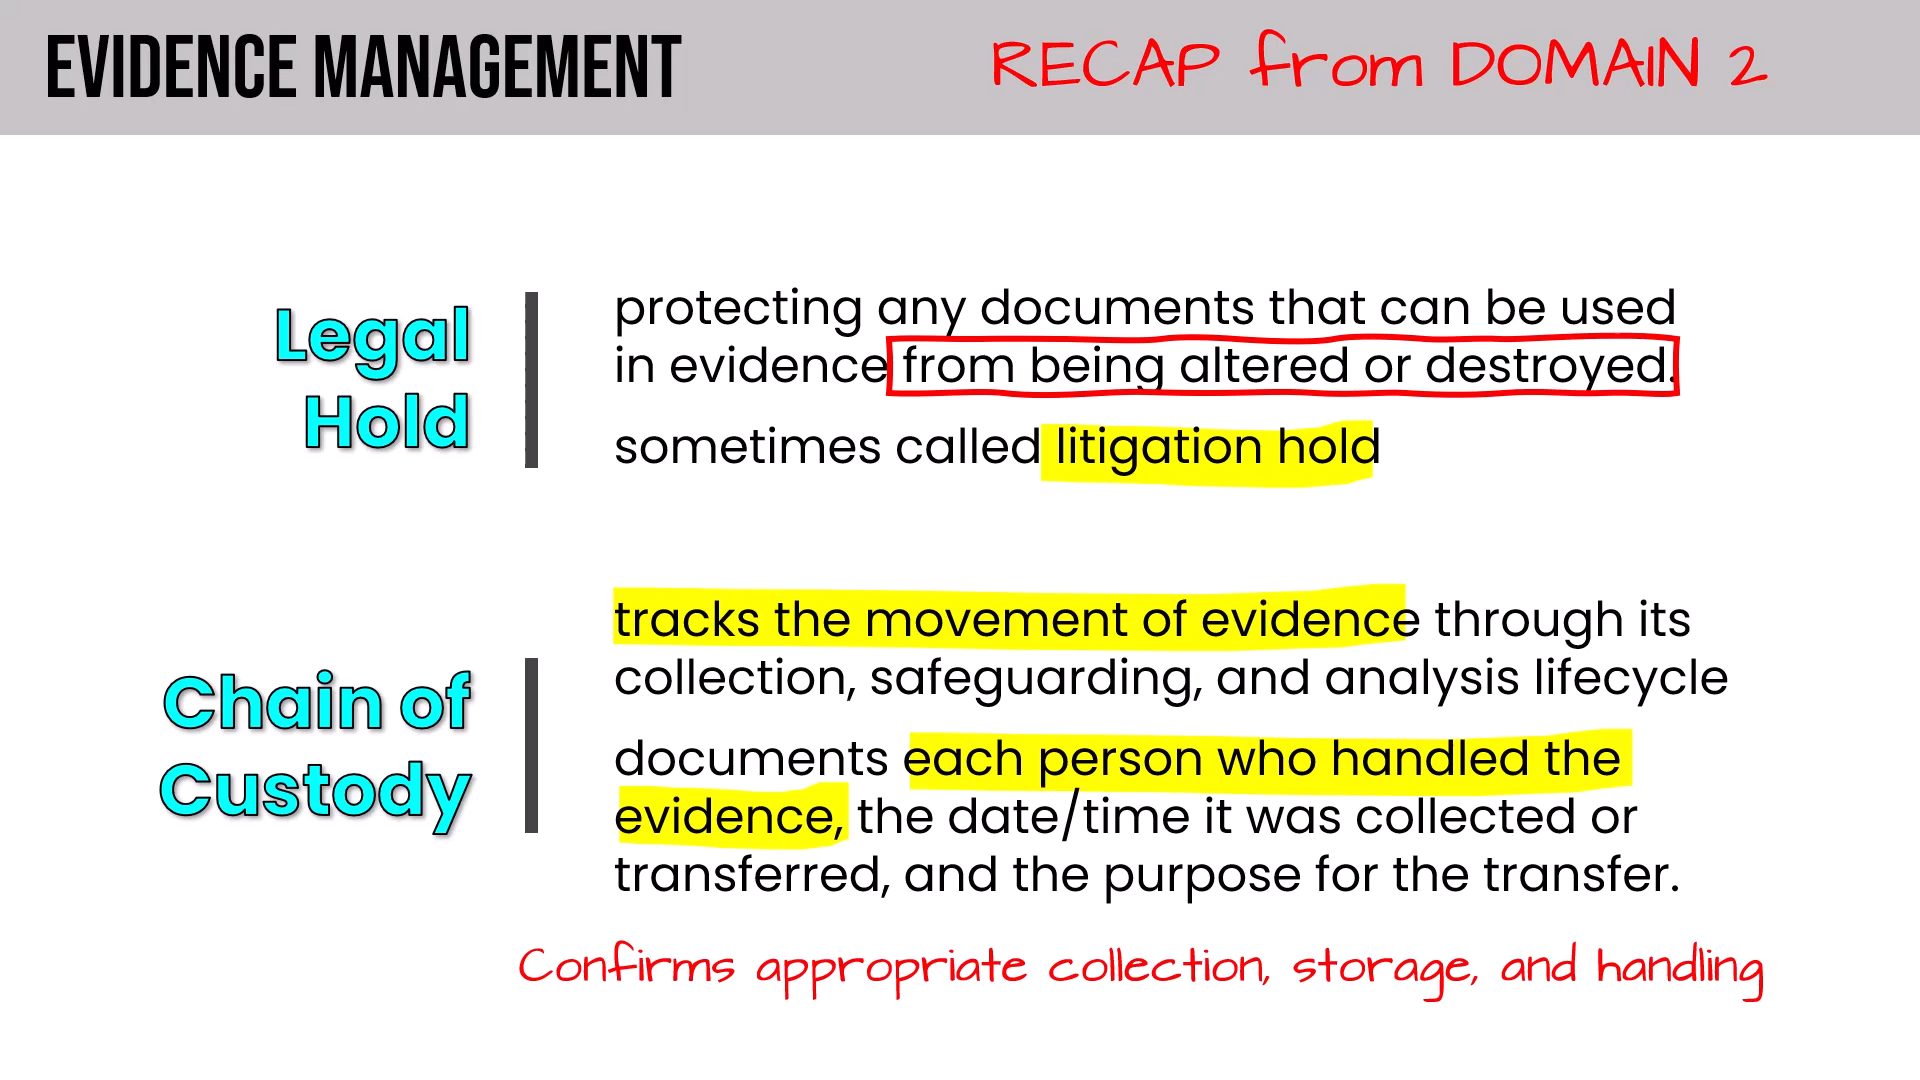 EVIDENCE MANAGEMENT
RECAP from DOMAIN 2
Legal
Hold
protecting any documents that can be used
in evidence from being altered or destroyed.
sometimes called litigation hold
Chain of
Custody
tracks the movement of evidence through its
collection, safeguarding, and analysis lifecycle
documents each person who handled the
evidence, the date/time it was collected or
transferred, and the purpose for the transfer.
Confirms appropriate collection, storage, and handling